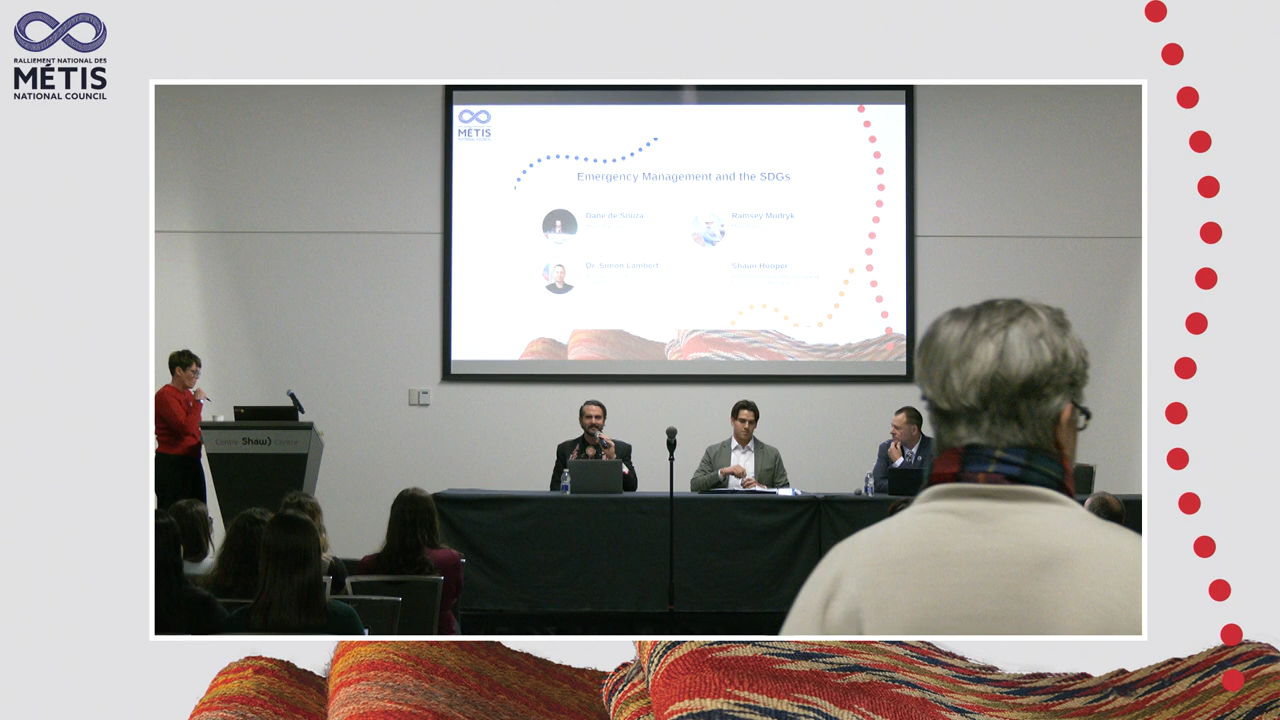 RALLIEMENT NATIONAL DES
MÉTIS
NATIONAL COUNCIL
MÉTIS
Emergency Management and the SDGs
Dane de Souza
Ramsey Mudryk
Dr. Simon Lambert
Shaun Hooper
Centre Shaw Centre